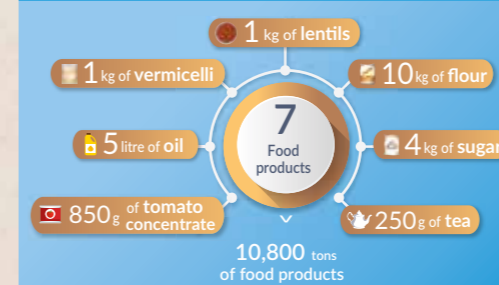 1 kg of lentils
1 kg of vermicelli
10 kg of flour
7
Food
products
5 litre of oil
4 kg of sugar
850 g of tomato
concentrate
250 g of tea
10,800 tons
of food products